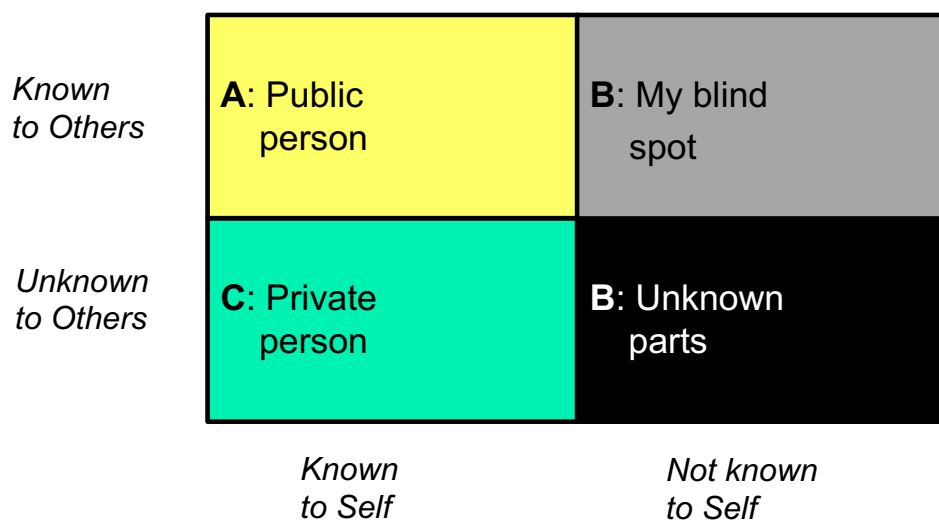 Known
to Others
A: Public
person
B: My blind
spot
Unknown
to Others
C: Private
person
B: Unknown
parts
Known
to Self
Not known
to Self